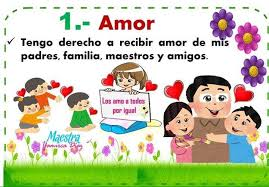 1.- Amor
✓ Tengo derecho a recibir amor de mis
padres, familia, maestros y amigos.
Los amo a todos
por igual
Maestra